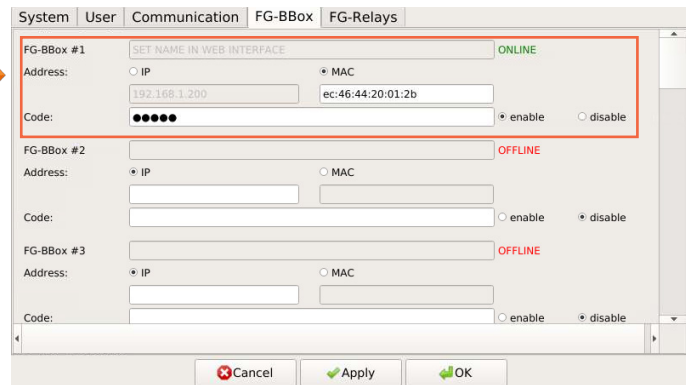 System User Communication FG-BBox FG-Relays
FG-BBox #1 SET NAME IN WEB INTERFACE ONLINE
Address: IP MAC
192.168.1.200 ec:46:44:20:01:2b
Code: ●●●●● enable disable
FG-BBox #2 OFFLINE
Address: IP MAC
Code: enable disable
FG-BBox #3 OFFLINE
Address: IP MAC
Code: enable disable
Cancel Apply OK